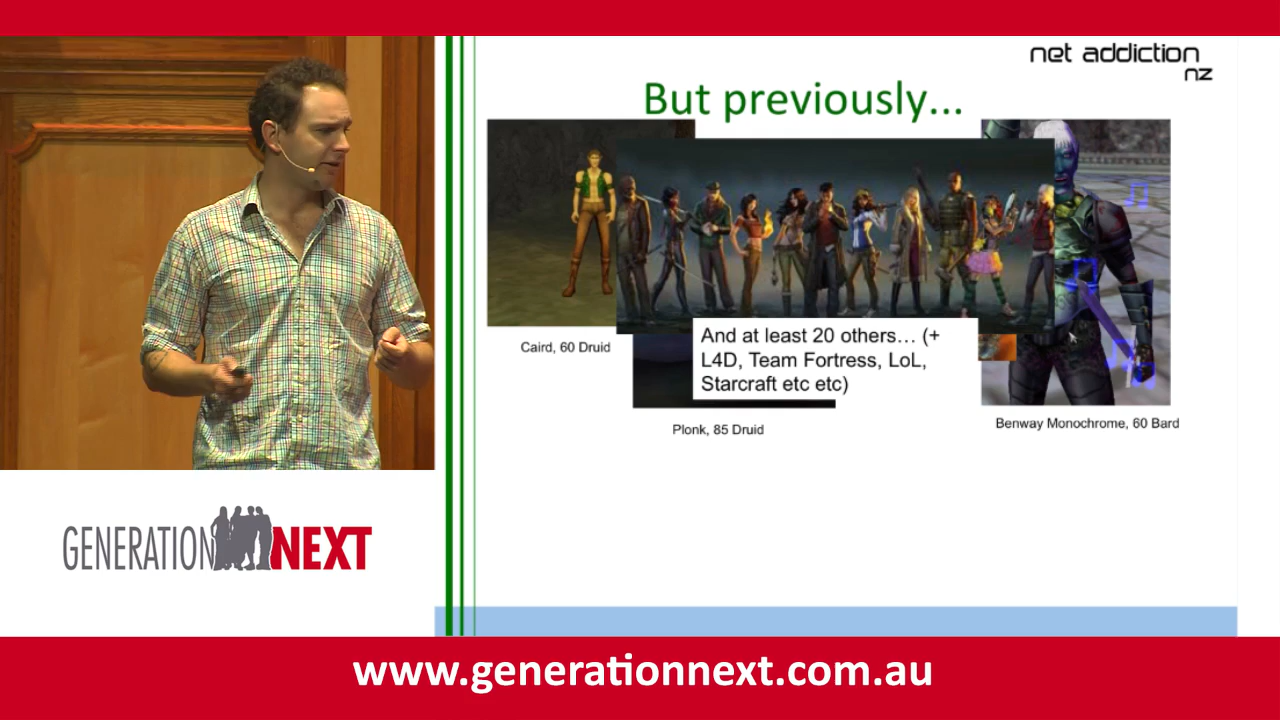 net addiction
nz
But previously...
And at least 20 others... (+
L4D, Team Fortress, LoL,
Starcraft etc etc)
Caird, 60 Druid
Plonk, 85 Druid
Benway Monochrome, 60 Bard
GENERATION NEXT
www.generationnext.com.au